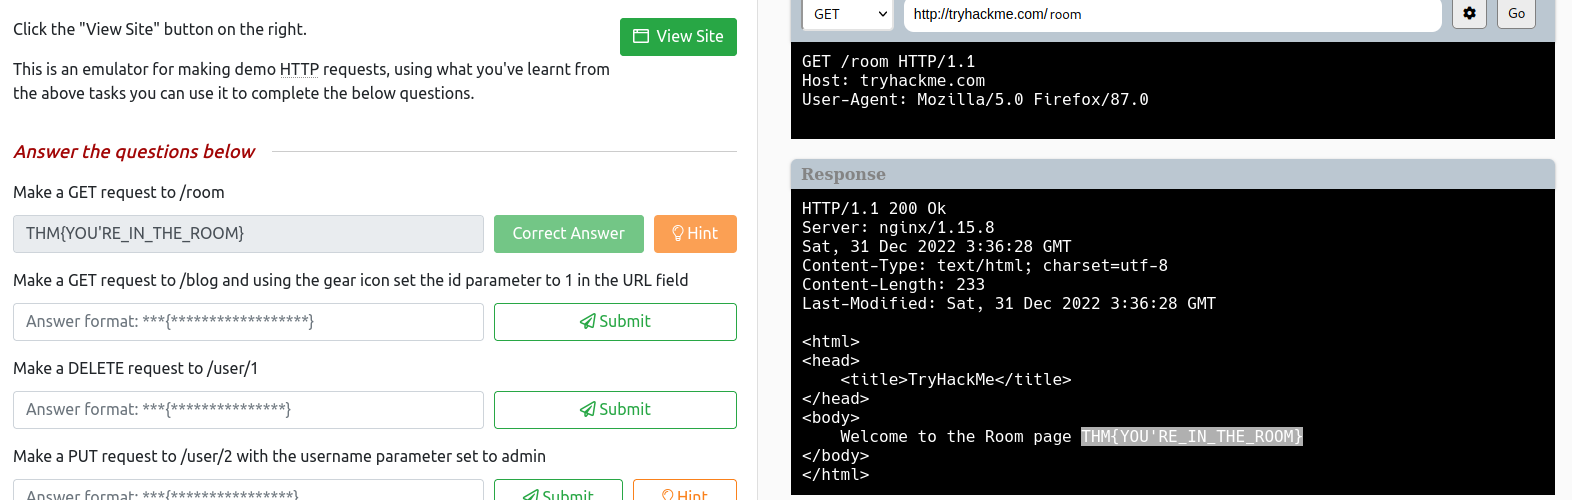 Click the "View Site" button on the right.
View Site
This is an emulator for making demo HTTP requests, using what you've learnt from
the above tasks you can use it to complete the below questions.
Answer the questions below
Make a GET request to /room
THM{YOU'RE_IN_THE_ROOM}
Correct Answer
Hint
Make a GET request to /blog and using the gear icon set the id parameter to 1 in the URL field
Answer format: ***{******************}
Submit
Make a DELETE request to /user/1
Answer format: ***{***************}
Submit
Make a PUT request to /user/2 with the username parameter set to admin
Answer format: ***{****************}
Submit
Hint
GET
http://tryhackme.com/room
Go
GET /room HTTP/1.1
Host: tryhackme.com
User-Agent: Mozilla/5.0 Firefox/87.0
Response
HTTP/1.1 200 Ok
Server: nginx/1.15.8
Sat, 31 Dec 2022 3:36:28 GMT
Content-Type: text/html; charset=utf-8
Content-Length: 233
Last-Modified: Sat, 31 Dec 2022 3:36:28 GMT
<html>
<head>
<title>TryHackMe</title>
</head>
<body>
Welcome to the Room page THM{YOU'RE_IN_THE_ROOM}
</body>
</html>